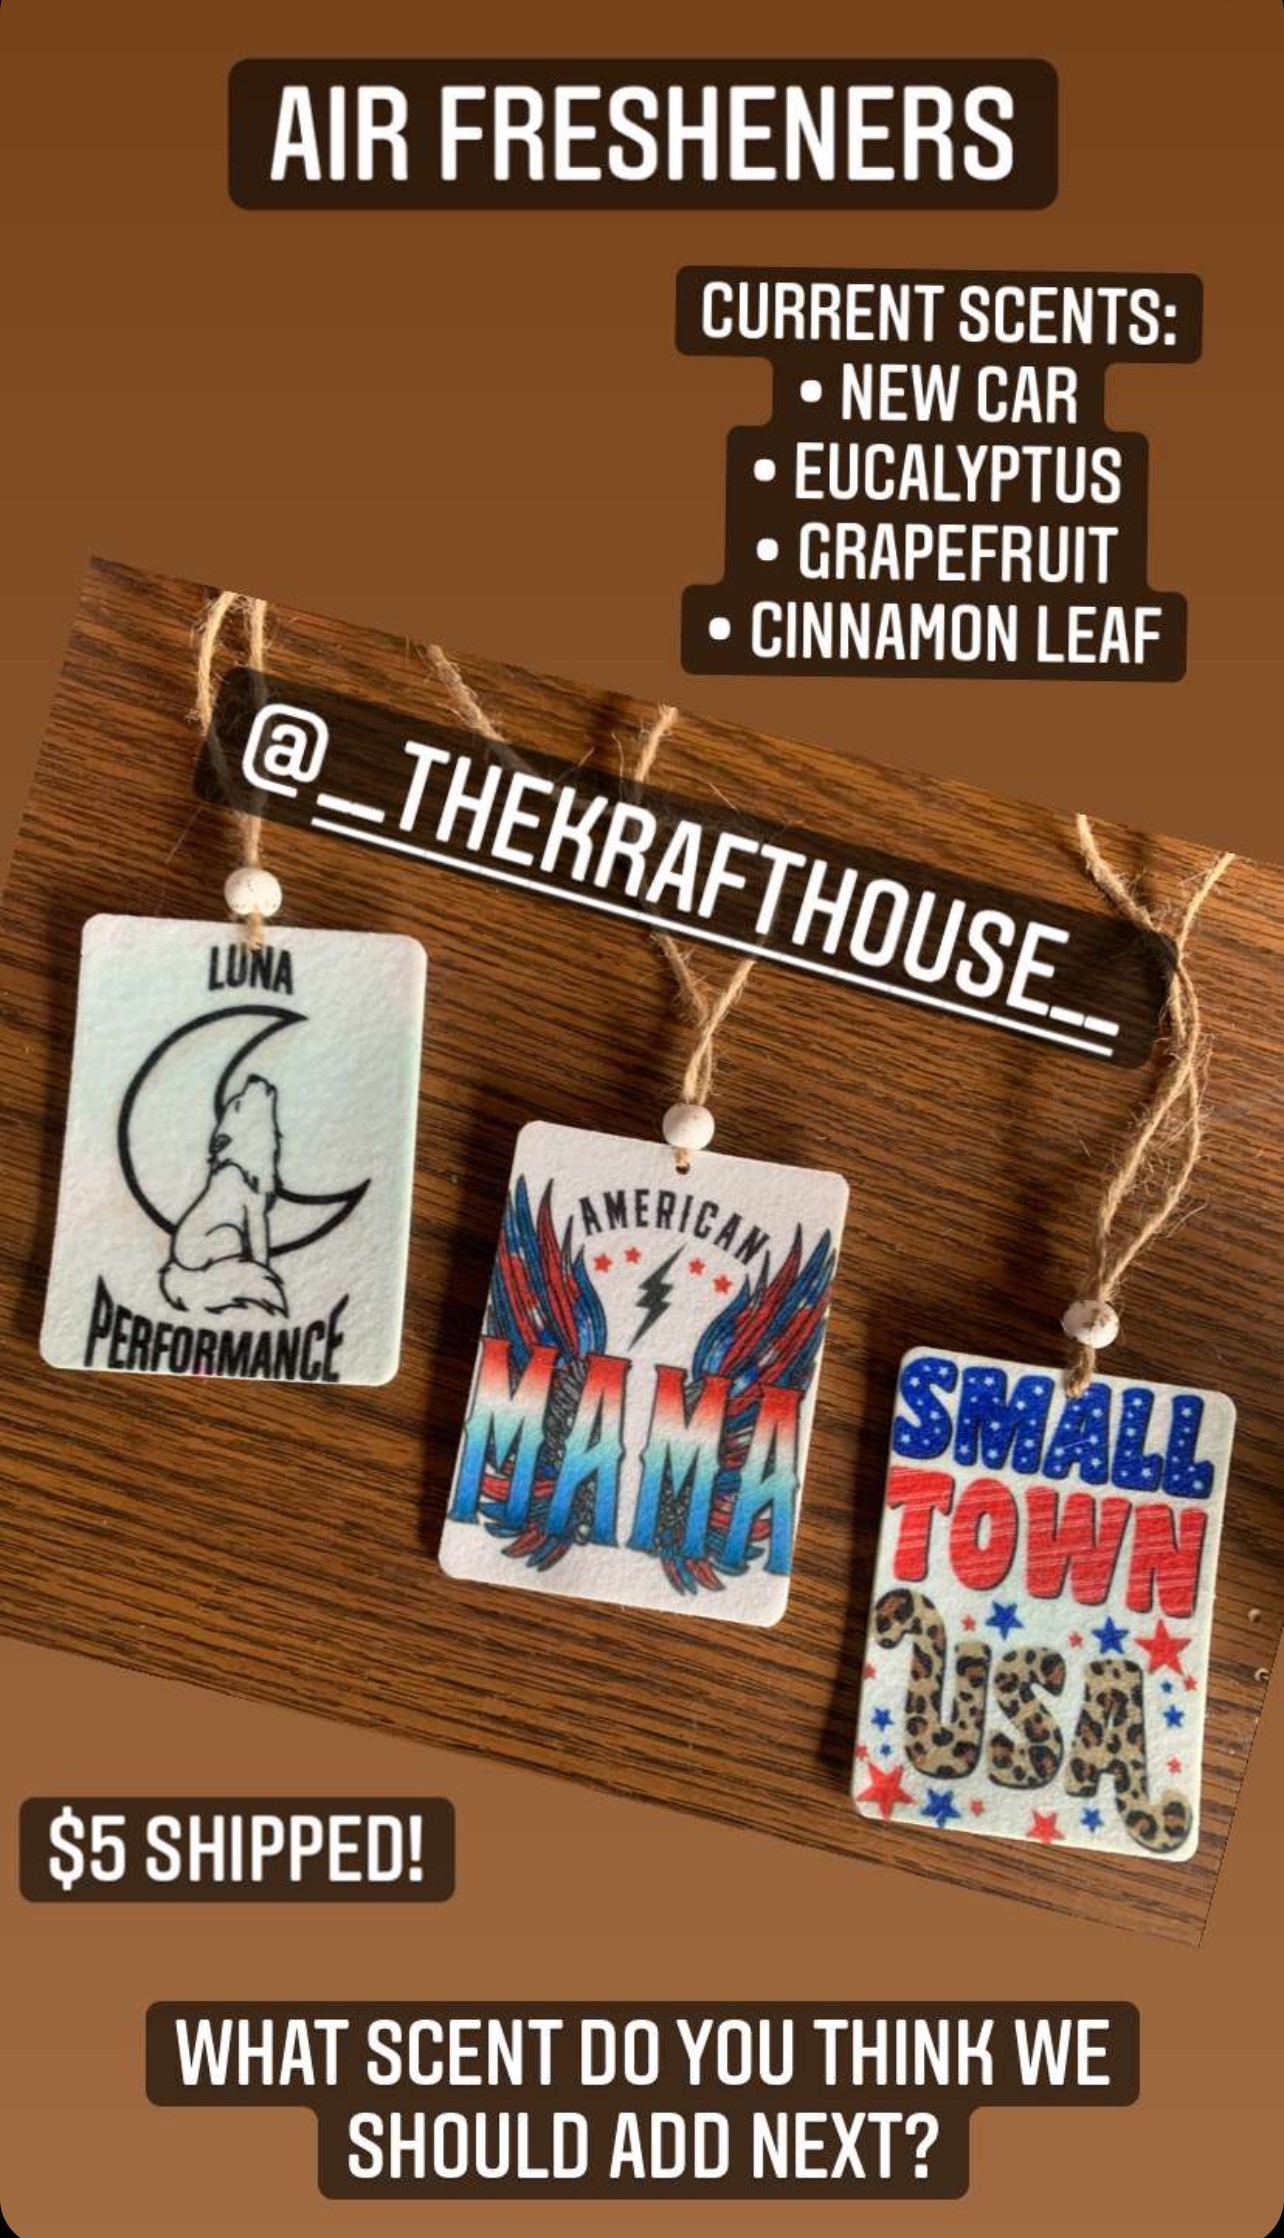 AIR FRESHENERS
CURRENT SCENTS:
• NEW CAR
• EUCALYPTUS
• GRAPEFRUIT
• CINNAMON LEAF
@_THEKRAFTHOUSE__
LUNA
PERFORMANCE
AMERICAN
MAMA
SMALL
TOWN
USA
$5 SHIPPED!
WHAT SCENT DO YOU THINK WE
SHOULD ADD NEXT?